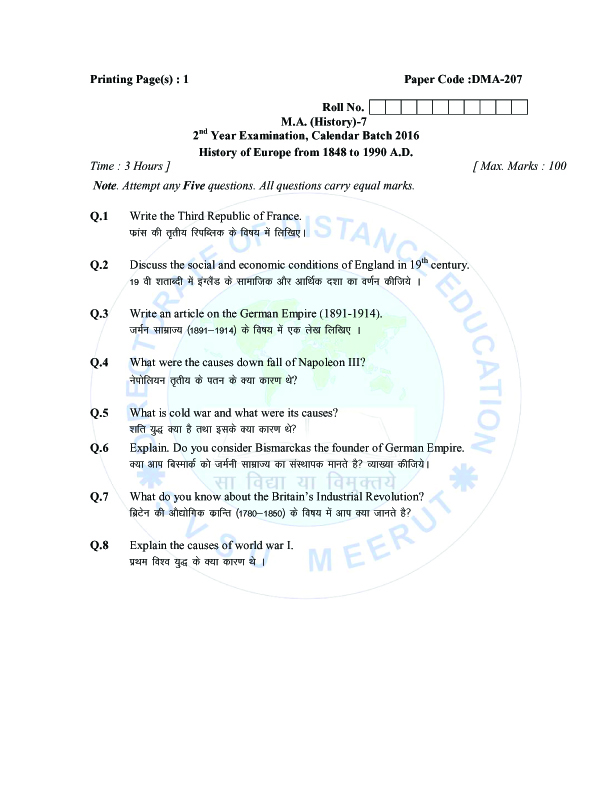 Printing Page(s) : 1 Paper Code :DMA-207
Roll No.
M.A. (History)-7
2nd Year Examination, Calendar Batch 2016
History of Europe from 1848 to 1990 A.D.
Time : 3 Hours ] [ Max. Marks : 100
Note. Attempt any Five questions. All questions carry equal marks.
Q.1 Write the Third Republic of France.
फ्रांस की तृतीय रिपब्लिक के विषय में लिखिए।
Q.2 Discuss the social and economic conditions of England in 19th century.
19 वी शताब्दी में इंग्लैंड के सामाजिक और आर्थिक दशा का वर्णन कीजिये ।
Q.3 Write an article on the German Empire (1891-1914).
जर्मन साम्राज्य (1891–1914) के विषय में एक लेख लिखिए ।
Q.4 What were the causes down fall of Napoleon III?
नेपोलियन तृतीय के पतन के क्या कारण थे?
Q.5 What is cold war and what were its causes?
शति युद्ध क्या है तथा इसके क्या कारण थे?
Q.6 Explain. Do you consider Bismarckas the founder of German Empire.
क्या आप बिस्मार्क को जर्मनी साम्राज्य का संस्थापक मानते है? व्याख्या कीजिये।
Q.7 What do you know about the Britain’s Industrial Revolution?
ब्रिटेन की औद्योगिक क्रान्ति (1780–1850) के विषय में आप क्या जानते है?
Q.8 Explain the causes of world war I.
प्रथम विश्व युद्ध के क्या कारण थे ।
DIRECTORATE OF DISTANCE EDUCATION
सा विद्या या विमुक्तये
S V S U MEERUT